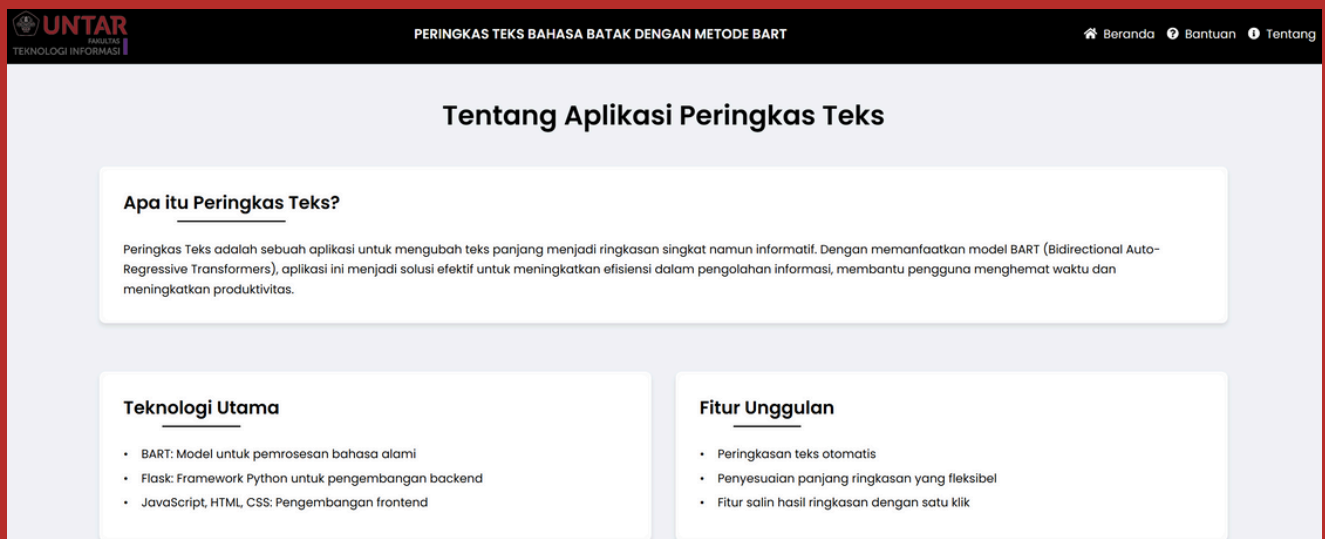 UNTAR
FAKULTAS
TEKNOLOGI INFORMASI
PERINGKAS TEKS BAHASA BATAK DENGAN METODE BART
Beranda Bantuan Tentang
Tentang Aplikasi Peringkas Teks
Apa itu Peringkas Teks?
Peringkas Teks adalah sebuah aplikasi untuk mengubah teks panjang menjadi ringkasan singkat namun informatif. Dengan memanfaatkan model BART (Bidirectional Auto-
Regressive Transformers), aplikasi ini menjadi solusi efektif untuk meningkatkan efisiensi dalam pengolahan informasi, membantu pengguna menghemat waktu dan
meningkatkan produktivitas.
Teknologi Utama
• BART: Model untuk pemrosesan bahasa alami
• Flask: Framework Python untuk pengembangan backend
• JavaScript, HTML, CSS: Pengembangan frontend
Fitur Unggulan
• Peringkasan teks otomatis
• Penyesuaian panjang ringkasan yang fleksibel
• Fitur salin hasil ringkasan dengan satu klik